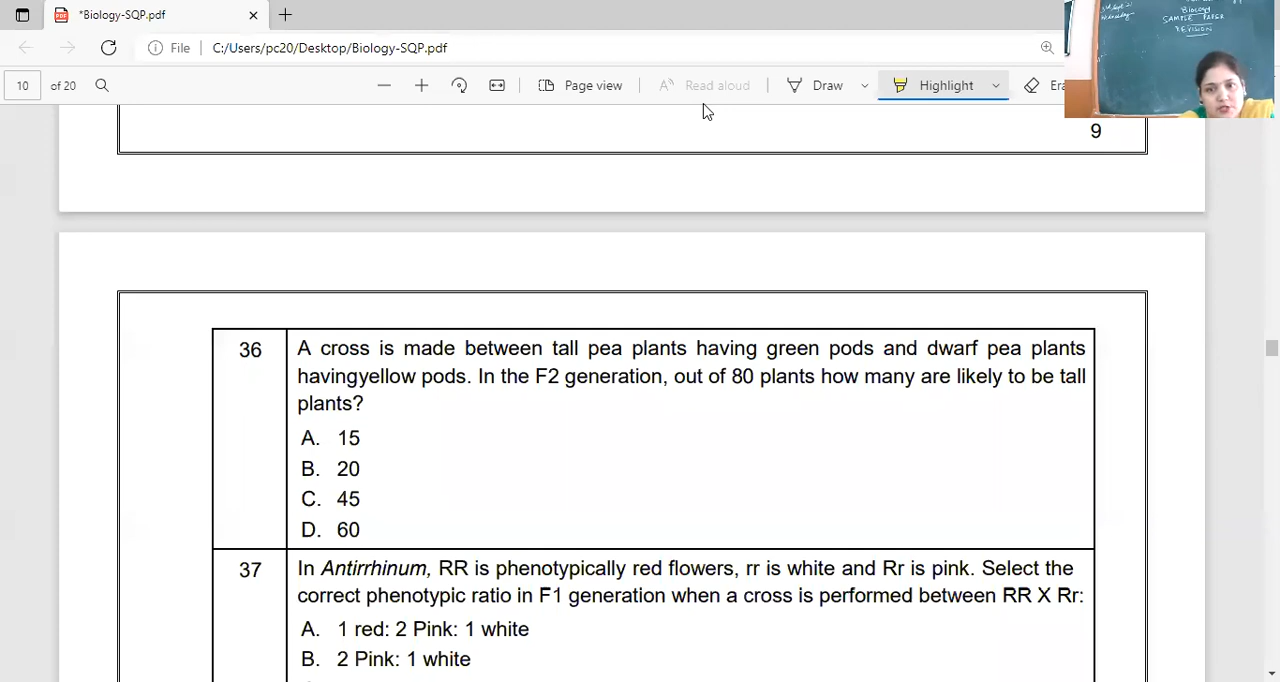 *Biology-SQP.pdf
File C:/Users/pc20/Desktop/Biology-SQP.pdf
10 of 20 Page view Read aloud Draw Highlight Era
Biology
SAMPLE PAPER
REVISION
9
36 A cross is made between tall pea plants having green pods and dwarf pea plants
havingyellow pods. In the F2 generation, out of 80 plants how many are likely to be tall
plants?
A. 15
B. 20
C. 45
D. 60
37 In Antirrhinum, RR is phenotypically red flowers, rr is white and Rr is pink. Select the
correct phenotypic ratio in F1 generation when a cross is performed between RR X Rr:
A. 1 red: 2 Pink: 1 white
B. 2 Pink: 1 white